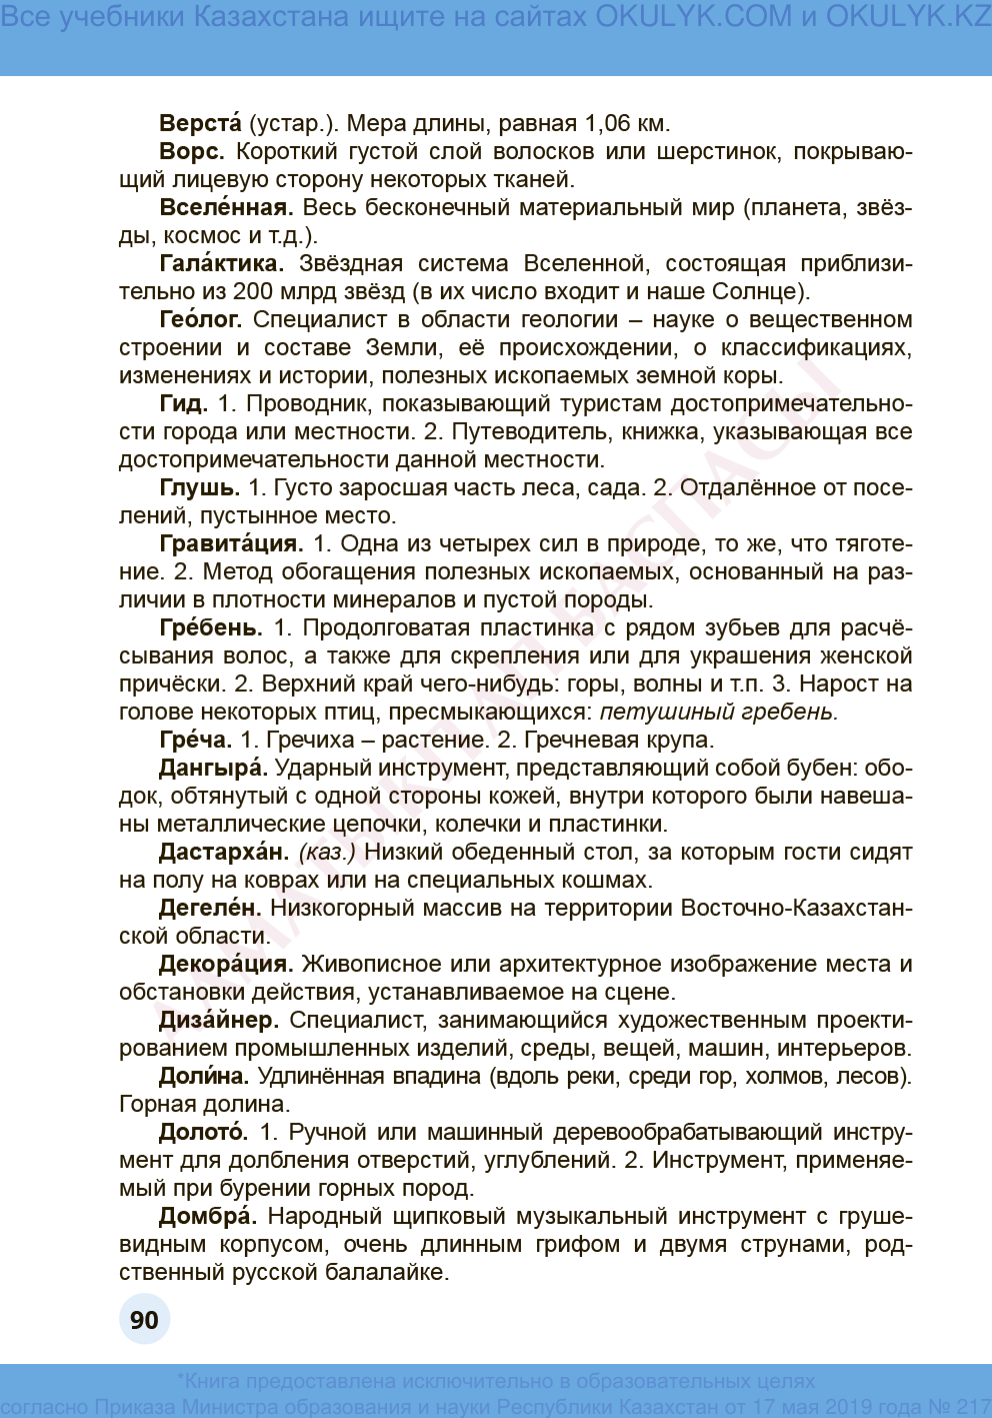 Все учебники Казахстана ищите на сайтах OKULYK.COM и OKULYK.KZ
Верста́ (устар.). Мера длины, равная 1,06 км.
Ворс. Короткий густой слой волосков или шерстинок, покрываю-
щий лицевую сторону некоторых тканей.
Вселе́нная. Весь бесконечный материальный мир (планета, звёз-
ды, космос и т.д.).
Гала́ктика. Звёздная система Вселенной, состоящая приблизи-
тельно из 200 млрд звёзд (в их число входит и наше Солнце).
Гео́лог. Специалист в области геологии – науке о вещественном
строении и составе Земли, её происхождении, о классификациях,
изменениях и истории, полезных ископаемых земной коры.
Гид. 1. Проводник, показывающий туристам достопримечательно-
сти города или местности. 2. Путеводитель, книжка, указывающая все
достопримечательности данной местности.
Глушь. 1. Густо заросшая часть леса, сада. 2. Отдалённое от посе-
лений, пустынное место.
Гравита́ция. 1. Одна из четырех сил в природе, то же, что тяготе-
ние. 2. Метод обогащения полезных ископаемых, основанный на раз-
личии в плотности минералов и пустой породы.
Гре́бень. 1. Продолговатая пластинка с рядом зубьев для расчё-
сывания волос, а также для скрепления или для украшения женской
причёски. 2. Верхний край чего-нибудь: горы, волны и т.п. 3. Нарост на
голове некоторых птиц, пресмыкающихся: петушиный гребень.
Гре́ча. 1. Гречиха – растение. 2. Гречневая крупа.
Дангыра́. Ударный инструмент, представляющий собой бубен: обо-
док, обтянутый с одной стороны кожей, внутри которого были навеша-
ны металлические цепочки, колечки и пластинки.
Дастарха́н. (каз.) Низкий обеденный стол, за которым гости сидят
на полу на коврах или на специальных кошмах.
Дегеле́н. Низкогорный массив на территории Восточно-Казахстан-
ской области.
Декора́ция. Живописное или архитектурное изображение места и
обстановки действия, устанавливаемое на сцене.
Диза́йнер. Специалист, занимающийся художественным проекти-
рованием промышленных изделий, среды, вещей, машин, интерьеров.
Доли́на. Удлинённая впадина (вдоль реки, среди гор, холмов, лесов).
Горная долина.
Долото́. 1. Ручной или машинный деревообрабатывающий инстру-
мент для долбления отверстий, углублений. 2. Инструмент, применяе-
мый при бурении горных пород.
Домбра́. Народный щипковый музыкальный инструмент с груше-
видным корпусом, очень длинным грифом и двумя струнами, род-
ственный русской балалайке.
90
*Книга предоставлена исключительно в образовательных целях
согласно Приказа Министра образования и науки Республики Казахстан от 17 мая 2019 года № 217